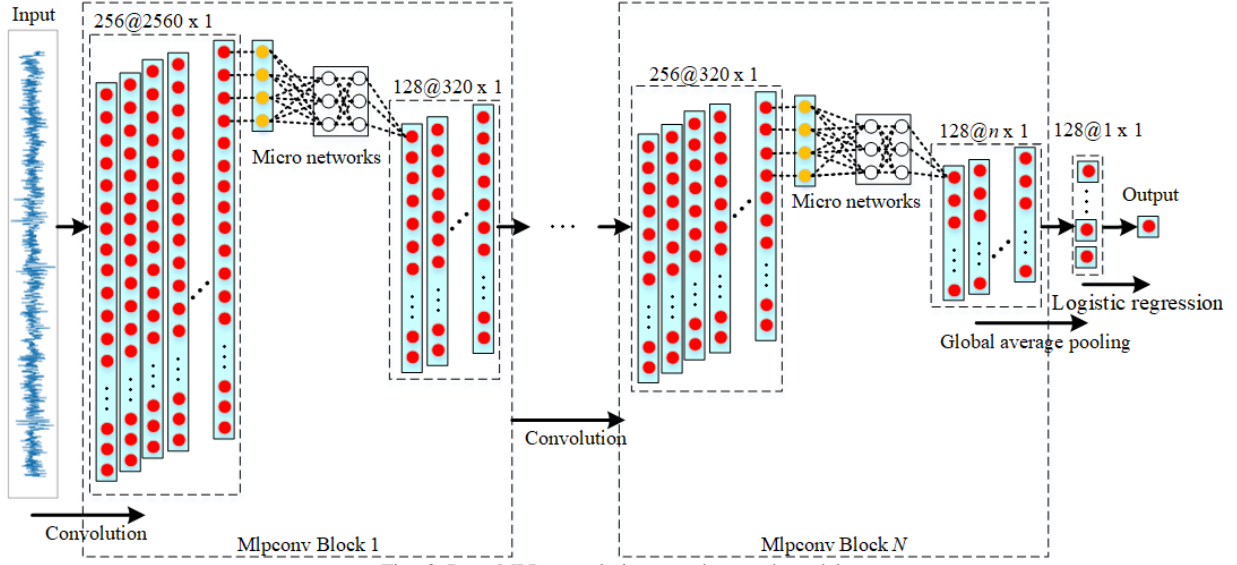 Input
256@2560 x 1
Micro networks
128@320 x 1
Convolution
Mlpconv Block 1
...
Convolution
256@320 x 1
Micro networks
128@n x 1
128@1 x 1
Output
Logistic regression
Global average pooling
Mlpconv Block N